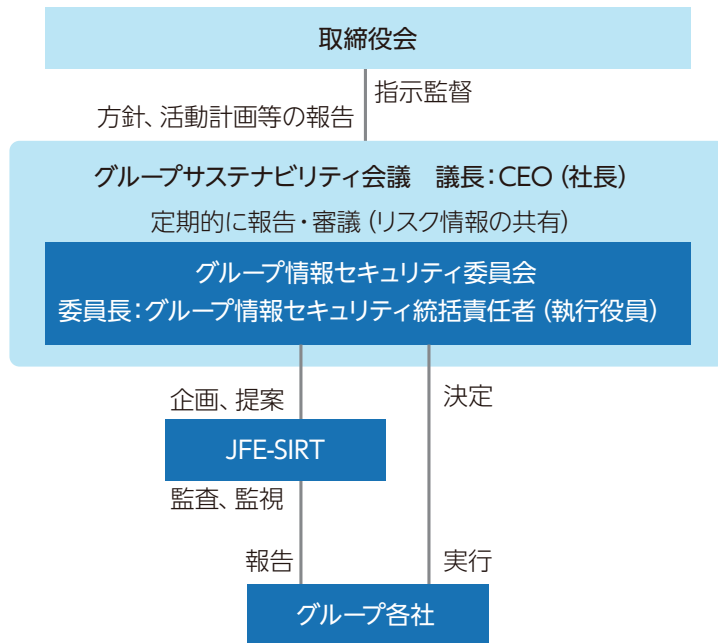 取締役会
指示監督
方針、活動計画等の報告
グループサステナビリティ会議　議長：CEO（社長）
定期的に報告・審議（リスク情報の共有）
グループ情報セキュリティ委員会
委員長：グループ情報セキュリティ統括責任者（執行役員）
企画、提案
決定
JFE-SIRT
監査、監視
報告
実行
グループ各社